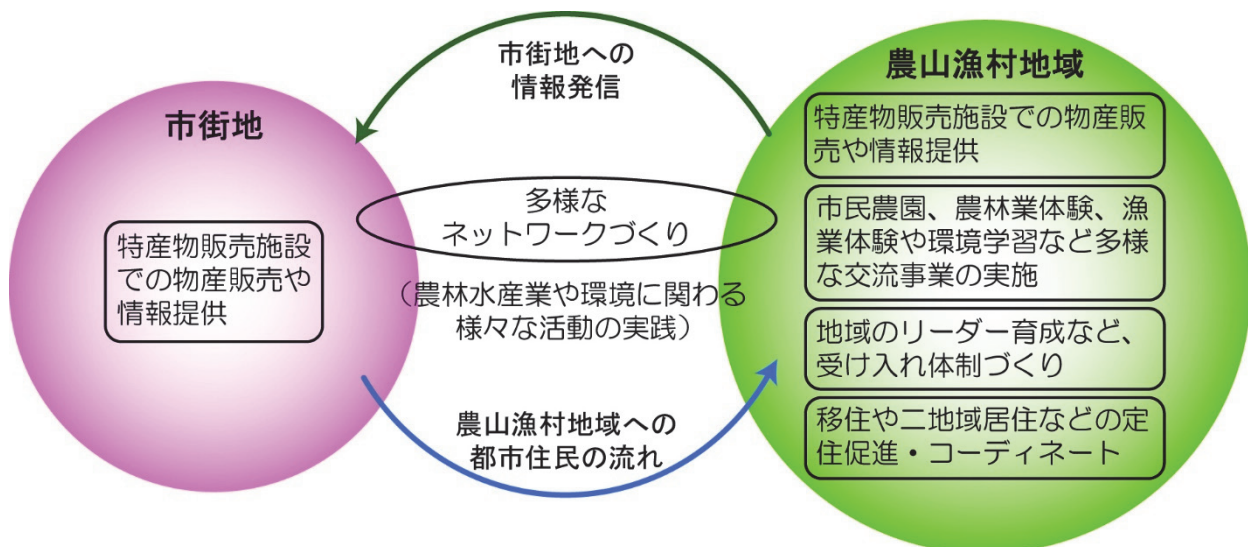 市街地
特産物販売施設
での物産販売や
情報提供
市街地への
情報発信
多様な
ネットワークづくり
（農林水産業や環境に関わる
様々な活動の実践）
農山漁村地域への
都市住民の流れ
農山漁村地域
特産物販売施設での物産販
売や情報提供
市民農園、農林業体験、漁
業体験や環境学習など多様
な交流事業の実施
地域のリーダー育成など、
受け入れ体制づくり
移住や二地域居住などの定
住促進・コーディネート